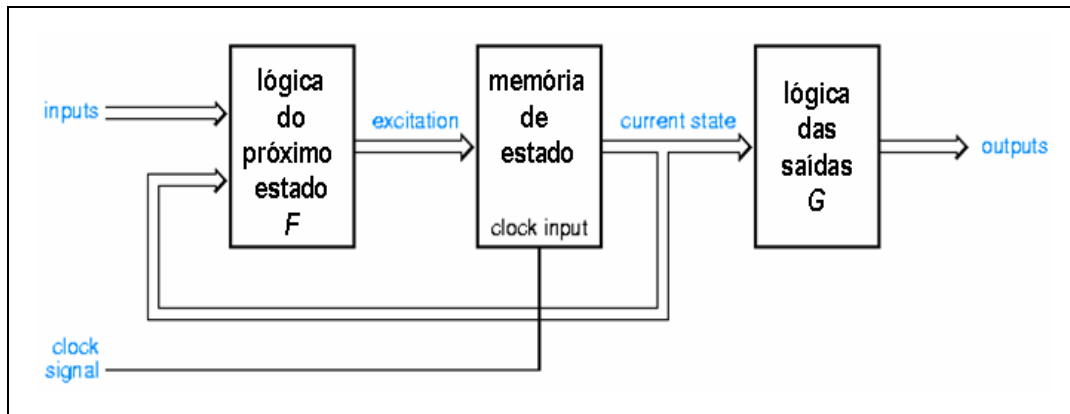 inputs
lógica
do
próximo
estado
F
excitation
memória
de
estado
clock input
current state
lógica
das
saídas
G
outputs
clock
signal